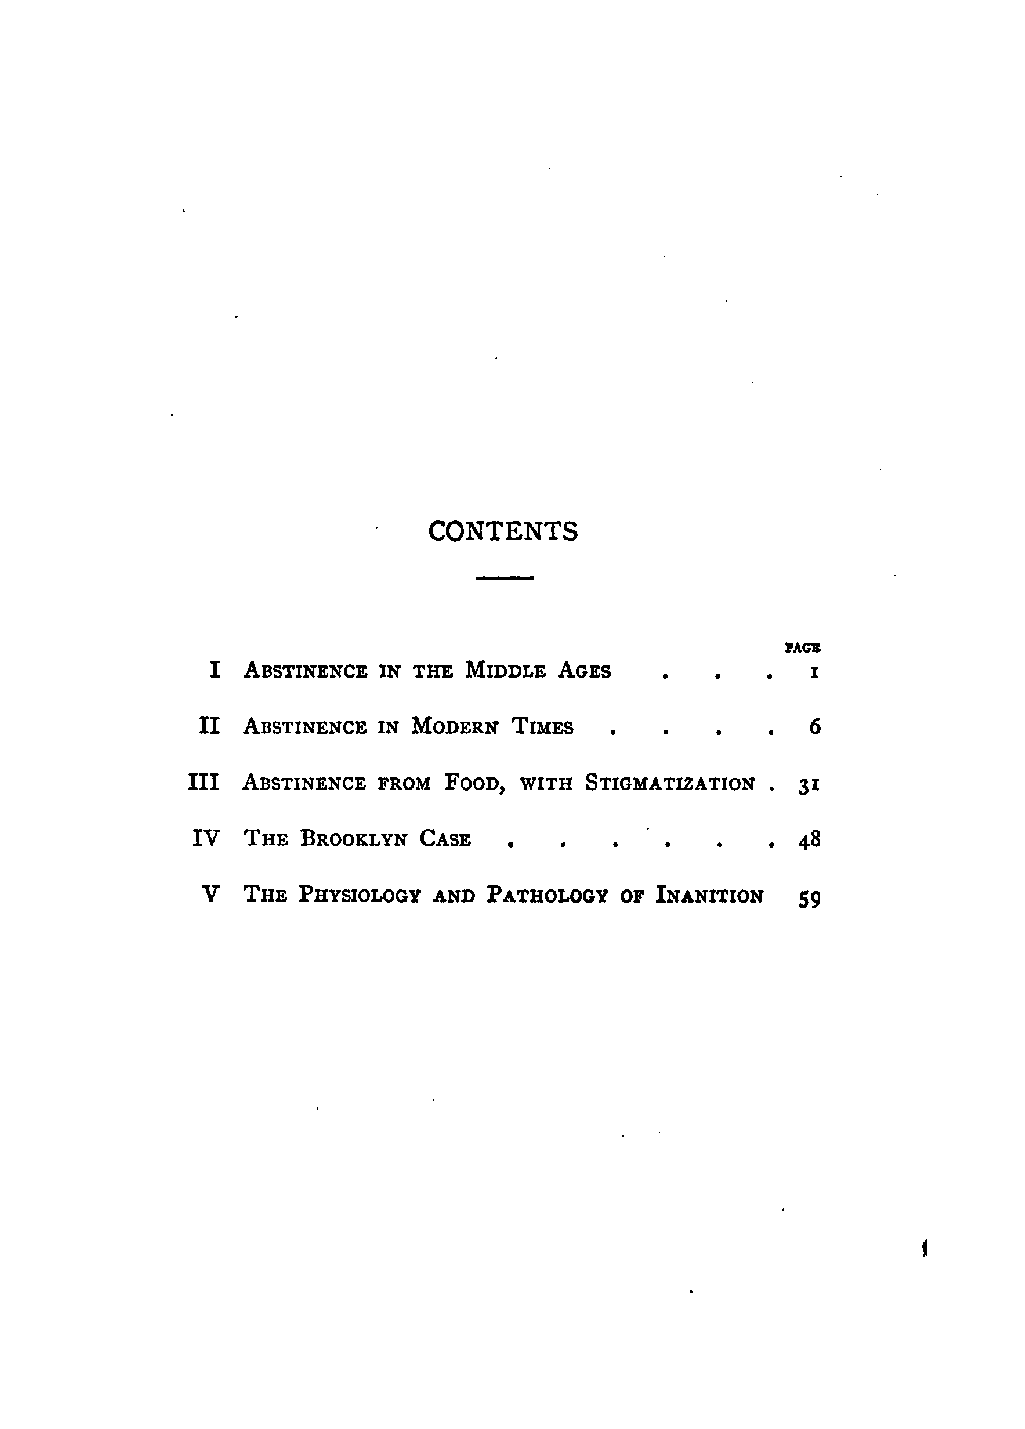 CONTENTS
PAGE
I ABSTINENCE IN THE MIDDLE AGES . . . 1
II ABSTINENCE IN MODERN TIMES . . . . 6
III ABSTINENCE FROM FOOD, WITH STIGMATIZATION . 31
IV THE BROOKLYN CASE . . . . . . 48
V THE PHYSIOLOGY AND PATHOLOGY OF INANITION 59